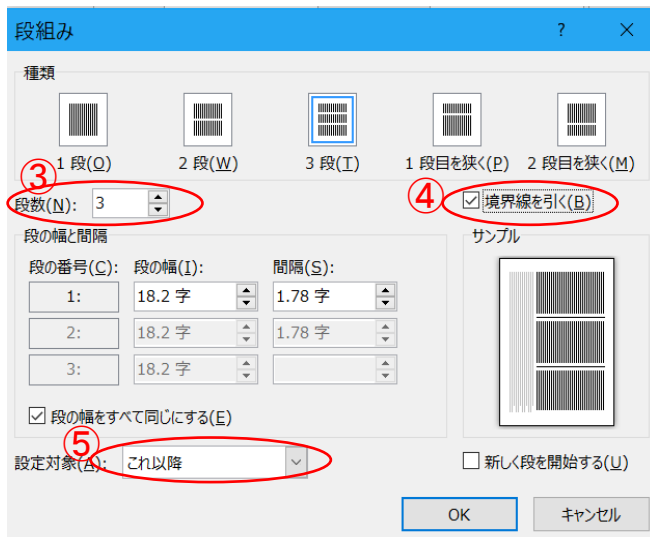 段組み ? ×
種類
1 段(O) 2 段(W) 3 段(T) 1 段目を狭く(P) 2 段目を狭く(M)
③ 段数(N): 3 ④ 境界線を引く(B)
段の幅と間隔 サンプル
段の番号(C): 段の幅(I): 間隔(S):
1: 18.2 字 1.78 字
2: 18.2 字 1.78 字
3: 18.2 字
段の幅をすべて同じにする(E)
⑤ 設定対象(A): これ以降 新しく段を開始する(U)
OK キャンセル